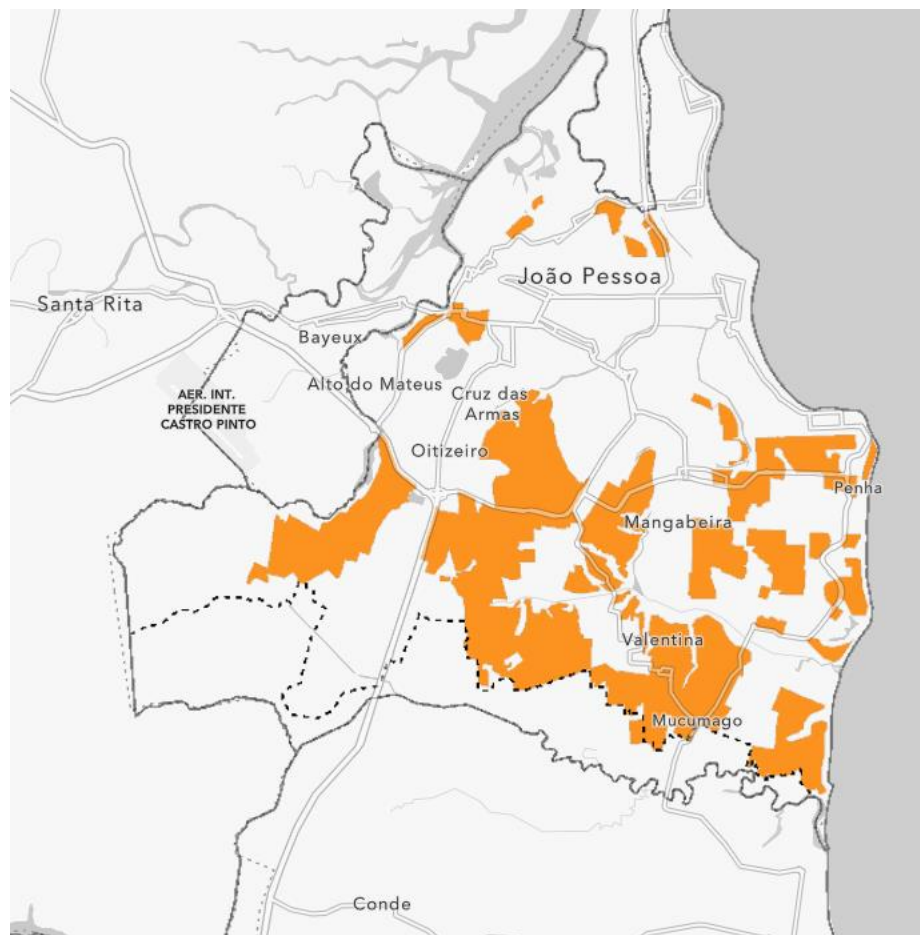 João Pessoa
Santa Rita
Bayeux
Alto do Mateus
AER. INT.
PRESIDENTE
CASTRO PINTO
Cruz das
Armas
Oitizeiro
Penha
Mangabeira
Valentina
Mucumago
Conde